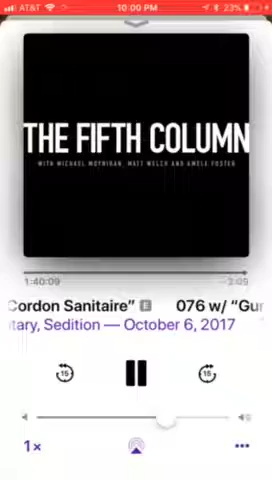 AT&T 10:00 PM 23%
THE FIFTH COLUMN
WITH MICHAEL MOYNIHAN, MATT WELCH AND KMELE FOSTER
1:40:09 -2:09
Cordon Sanitaire” E 076 w/ “Gur
tary, Sedition — October 6, 2017
15 15
1×